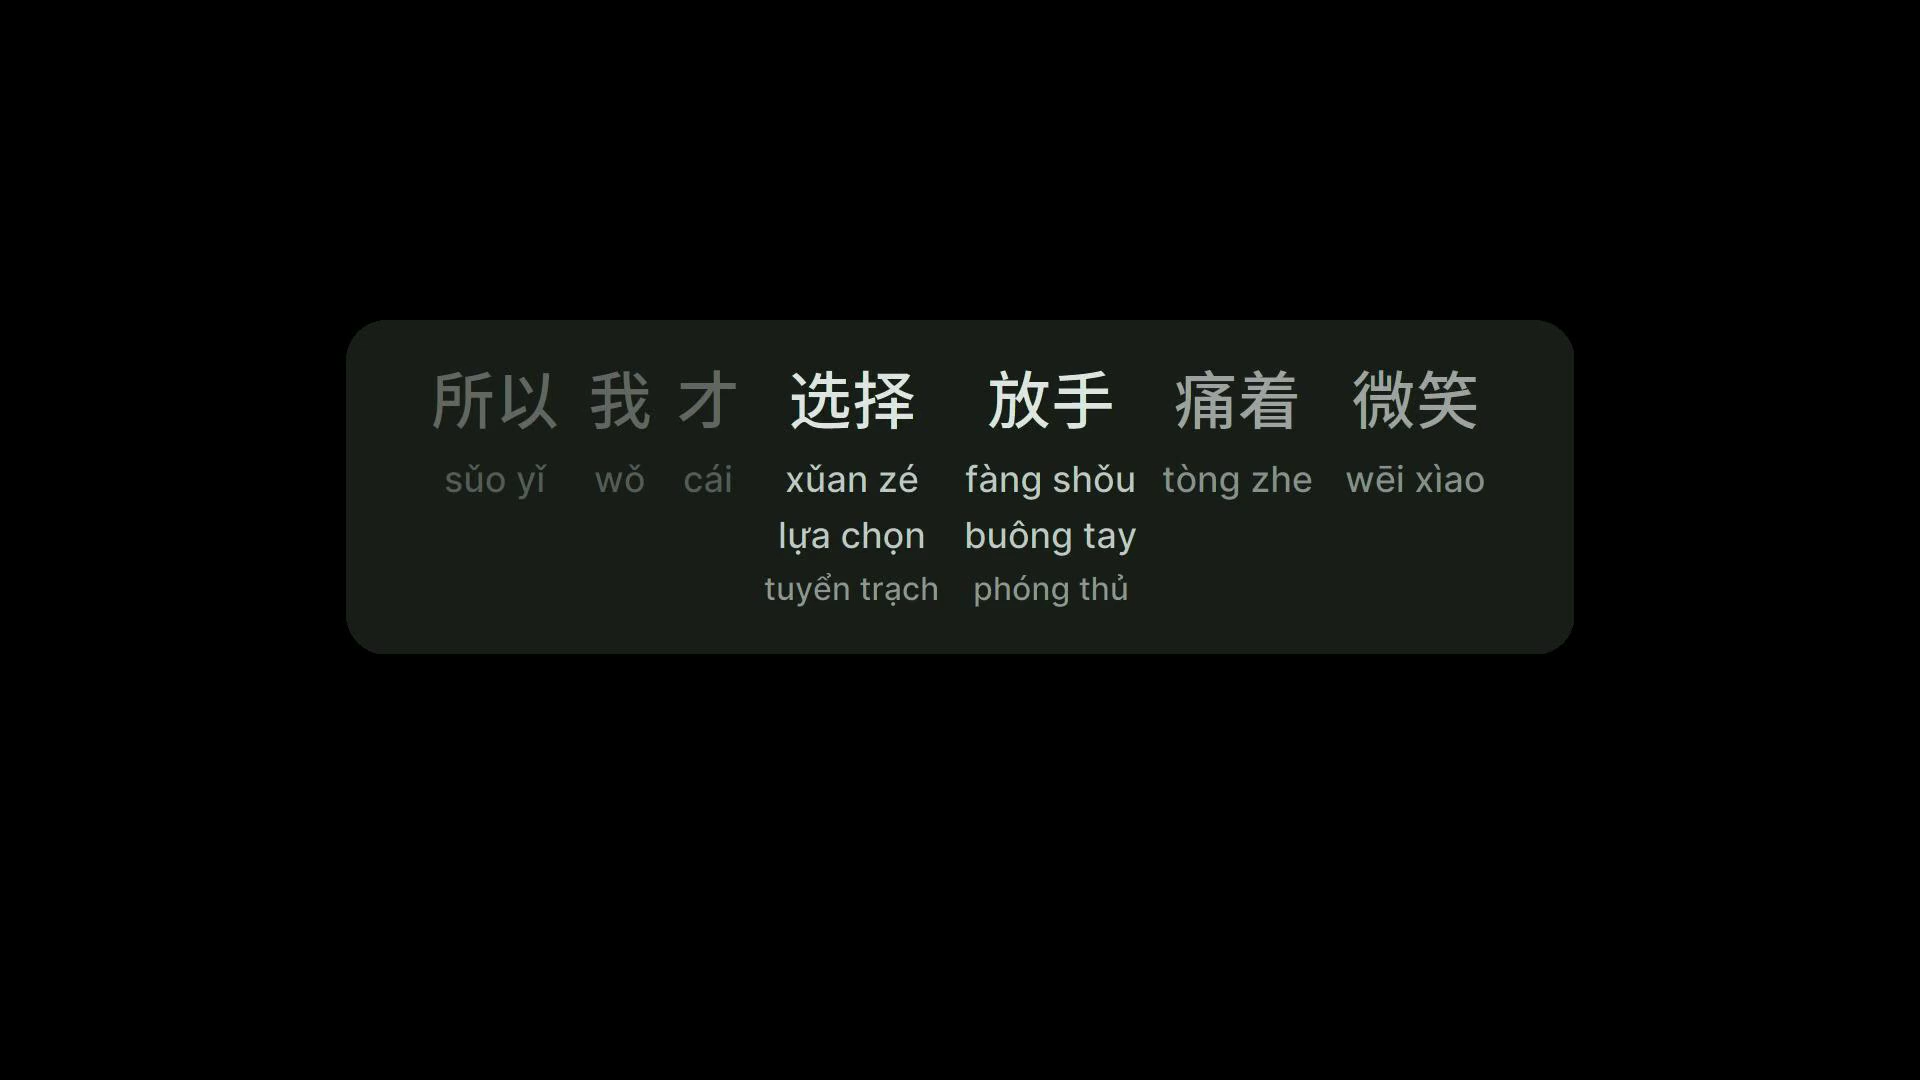 所以 我 才 选择 放手 痛着 微笑
sǔo yǐ wǒ cái xǔan zé fàng shǒu tòng zhe wēi xìao
lựa chọn buông tay
tuyển trạch phóng thủ